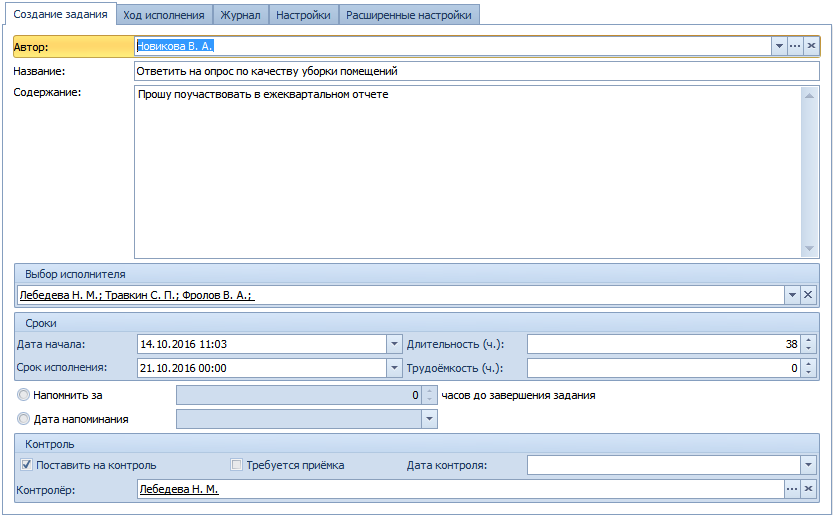 Создание задания Ход исполнения Журнал Настройки Расширенные настройки
Автор: Новикова В. А.
Название: Ответить на опрос по качеству уборки помещений
Содержание: Прошу поучаствовать в ежеквартальном отчете
Выбор исполнителя
Лебедева Н. М.; Травкин С. П.; Фролов В. А.;
Сроки
Дата начала: 14.10.2016 11:03 Длительность (ч.): 38
Срок исполнения: 21.10.2016 00:00 Трудоёмкость (ч.): 0
Напомнить за 0 часов до завершения задания
Дата напоминания
Контроль
Поставить на контроль Требуется приёмка Дата контроля:
Контролёр: Лебедева Н. М.